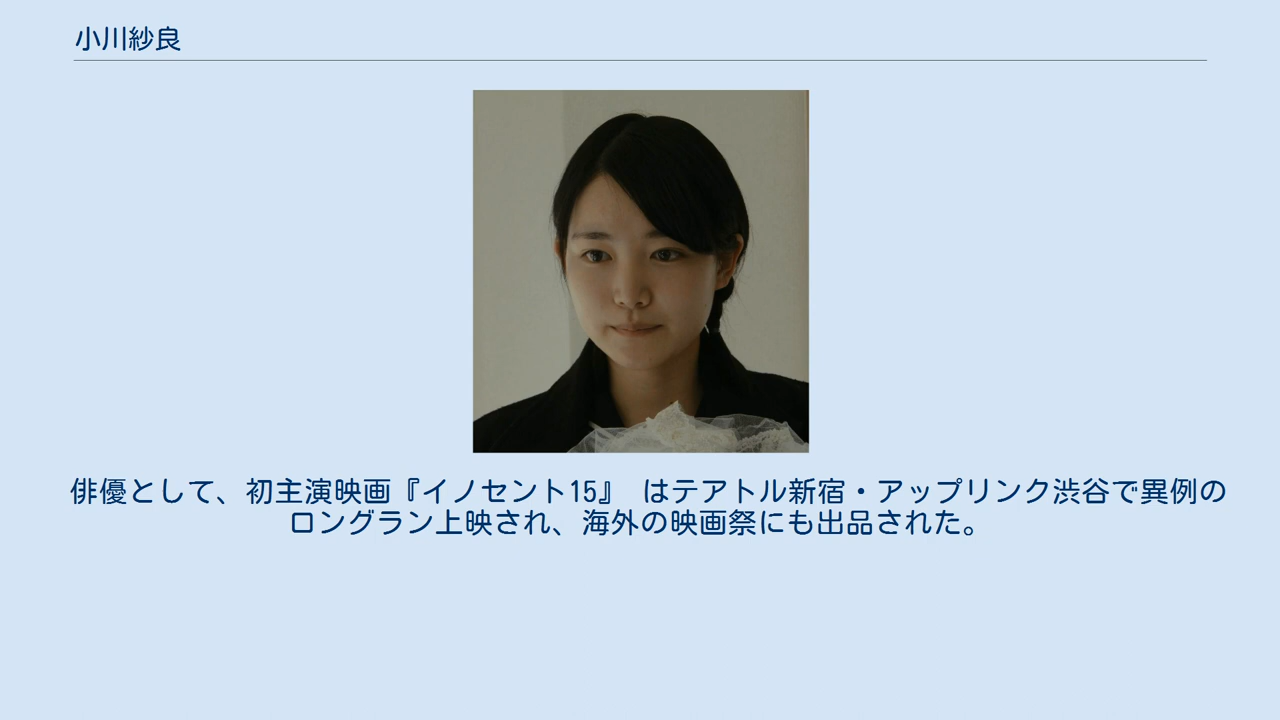 小川紗良
俳優として、初主演映画『イノセント15』 はテアトル新宿・アップリンク渋谷で異例の
ロングラン上映され、海外の映画祭にも出品された。